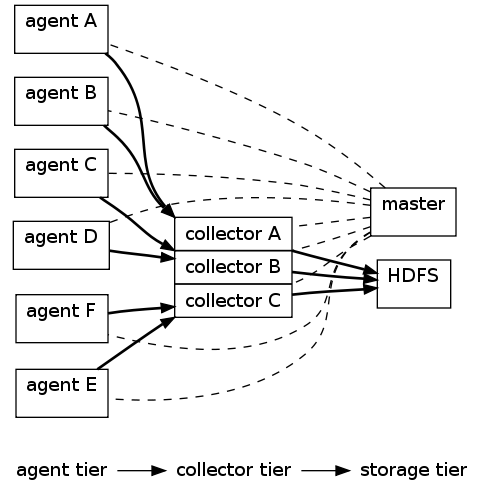 agent A
agent B
agent C
agent D
agent F
agent E
collector A
collector B
collector C
master
HDFS
agent tier
collector tier
storage tier